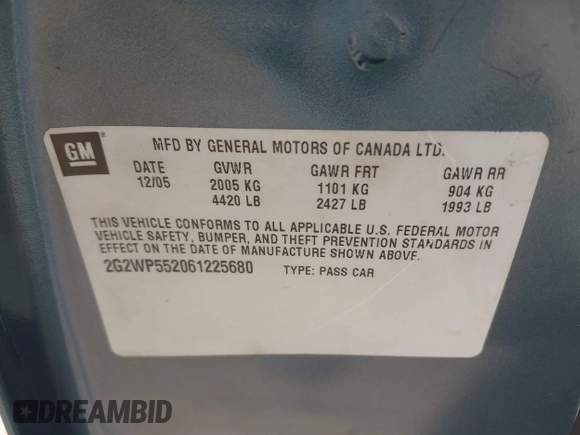 GM
MFD BY GENERAL MOTORS OF CANADA LTD.
DATE GVWR GAWR FRT GAWR RR
12/05 2005 KG 1101 KG 904 KG
4420 LB 2427 LB 1993 LB
THIS VEHICLE CONFORMS TO ALL APPLICABLE U.S. FEDERAL MOTOR
VEHICLE SAFETY, BUMPER, AND THEFT PREVENTION STANDARDS IN
EFFECT ON THE DATE OF MANUFACTURE SHOWN ABOVE.
2G2WP552061225680 TYPE: PASS CAR
DREAMBID